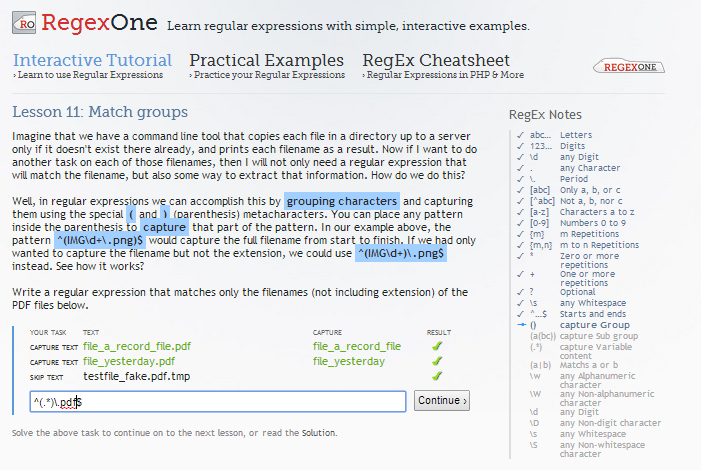 RO RegexOne Learn regular expressions with simple, interactive examples.
Interactive Tutorial Practical Examples RegEx Cheatsheet
› Learn to use Regular Expressions › Practice your Regular Expressions › Regular Expressions in PHP & More
REGEXONE
Lesson 11: Match groups
Imagine that we have a command line tool that copies each file in a directory up to a server
only if it doesn't exist there already, and prints each filename as a result. Now if I want to do
another task on each of those filenames, then I will not only need a regular expression that
will match the filename, but also some way to extract that information. How do we do this?
Well, in regular expressions we can accomplish this by grouping characters and capturing
them using the special ( and ) (parenthesis) metacharacters. You can place any pattern
inside the parenthesis to capture that part of the pattern. In our example above, the
pattern ^(IMG\d+\.png)$ would capture the full filename from start to finish. If we had only
wanted to capture the filename but not the extension, we could use ^(IMG\d+)\.png$
instead. See how it works?
Write a regular expression that matches only the filenames (not including extension) of the
PDF files below.
YOUR TASK TEXT CAPTURE RESULT
CAPTURE TEXT file_a_record_file.pdf file_a_record_file ✓
CAPTURE TEXT file_yesterday.pdf file_yesterday ✓
SKIP TEXT testfile_fake.pdf.tmp ✓
^(.*)\.pdf$ Continue ›
Solve the above task to continue on to the next lesson, or read the Solution.
RegEx Notes
✓ abc... Letters
✓ 123... Digits
✓ \d any Digit
✓ . any Character
✓ \. Period
✓ [abc] Only a, b, or c
✓ [^abc] Not a, b, nor c
✓ [a-z] Characters a to z
✓ [0-9] Numbers 0 to 9
✓ {m} m Repetitions
✓ {m,n} m to n Repetitions
✓ * Zero or more
repetitions
✓ + One or more
repetitions
✓ ? Optional
✓ \s any Whitespace
✓ ^...$ Starts and ends
() capture Group
(a(bc)) capture Sub group
(.*) capture Variable
content
(a|b) Matchs a or b
\w any Alphanumeric
character
\W any Non-alphanumeric
character
\d any Digit
\D any Non-digit character
\s any Whitespace
\S any Non-whitespace
character